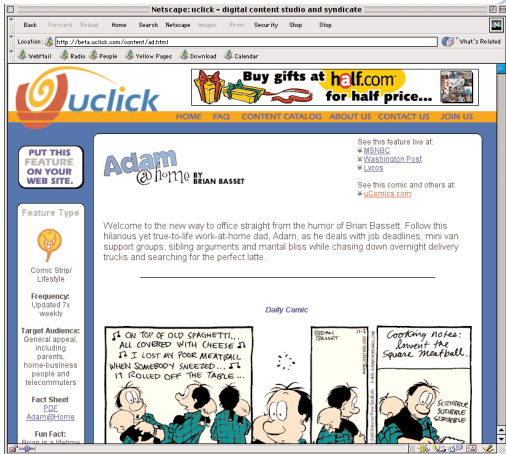 Netscape: uclick - digital content studio and syndicate
Back Forward Reload Home Search Netscape Images Print Security Shop Stop
Location: http://beta.uclick.com/content/ad.html What's Related
WebMail Radio People Yellow Pages Download Calendar
Buy gifts at half.com
for half price...
uclick
HOME FAQ CONTENT CATALOG ABOUT US CONTACT US JOIN US
PUT THIS
FEATURE
ON YOUR
WEB SITE.
Adam
@home BY
BRIAN BASSET
See this feature live at:
¥ MSNBC
¥ Washington Post
¥ Lycos
See this comic and others at:
¥ uComics.com
Feature Type
Comic Strip/
Lifestyle
Frequency:
Updated 7x
weekly
Target Audience:
General appeal,
including
parents,
home-business
people and
telecommuters
Fact Sheet
PDF
Adam@Home
Fun Fact:
Brian is a lifetime
Welcome to the new way to office straight from the humor of Brian Bassett. Follow this
hilarious yet true-to-life work-at-home dad, Adam, as he deals with job deadlines, mini van
support groups, sibling arguments and marital bliss while chasing down overnight delivery
trucks and searching for the perfect latte.
Daily Comic
♫ ON TOP OF OLD SPAGHETTI...
ALL COVERED WITH CHEESE ♫
♫ I LOST MY POOR MEATBALL
WHEN SOMEBODY SNEEZED... ♫
IT ROLLED OFF THE TABLE...
BRIAN
BASSET
11-2
Cooking notes:
Invent the
square meatball.
SCRIBBLE
SCRIBBLE
SCRIBBLE